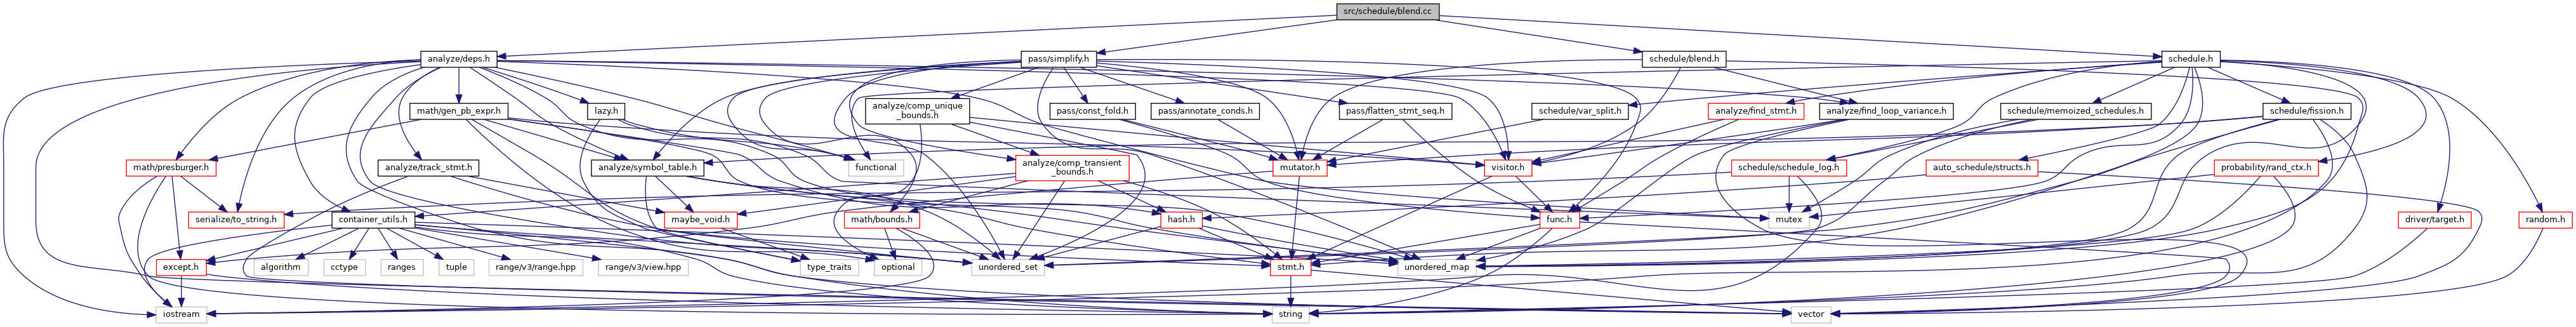 src/schedule/blend.cc
analyze/deps.h
pass/simplify.h
schedule/blend.h
schedule.h
math/gen_pb_expr.h
lazy.h
analyze/comp_unique
_bounds.h
pass/const_fold.h
pass/annotate_conds.h
pass/flatten_stmt_seq.h
schedule/var_split.h
analyze/find_stmt.h
analyze/find_loop_variance.h
schedule/memoized_schedules.h
schedule/fission.h
math/presburger.h
analyze/track_stmt.h
analyze/symbol_table.h
functional
analyze/comp_transient
_bounds.h
mutator.h
visitor.h
schedule/schedule_log.h
auto_schedule/structs.h
probability/rand_ctx.h
serialize/to_string.h
container_utils.h
maybe_void.h
math/bounds.h
hash.h
func.h
mutex
driver/target.h
random.h
except.h
algorithm
cctype
ranges
tuple
range/v3/range.hpp
range/v3/view.hpp
type_traits
optional
unordered_set
stmt.h
unordered_map
iostream
string
vector